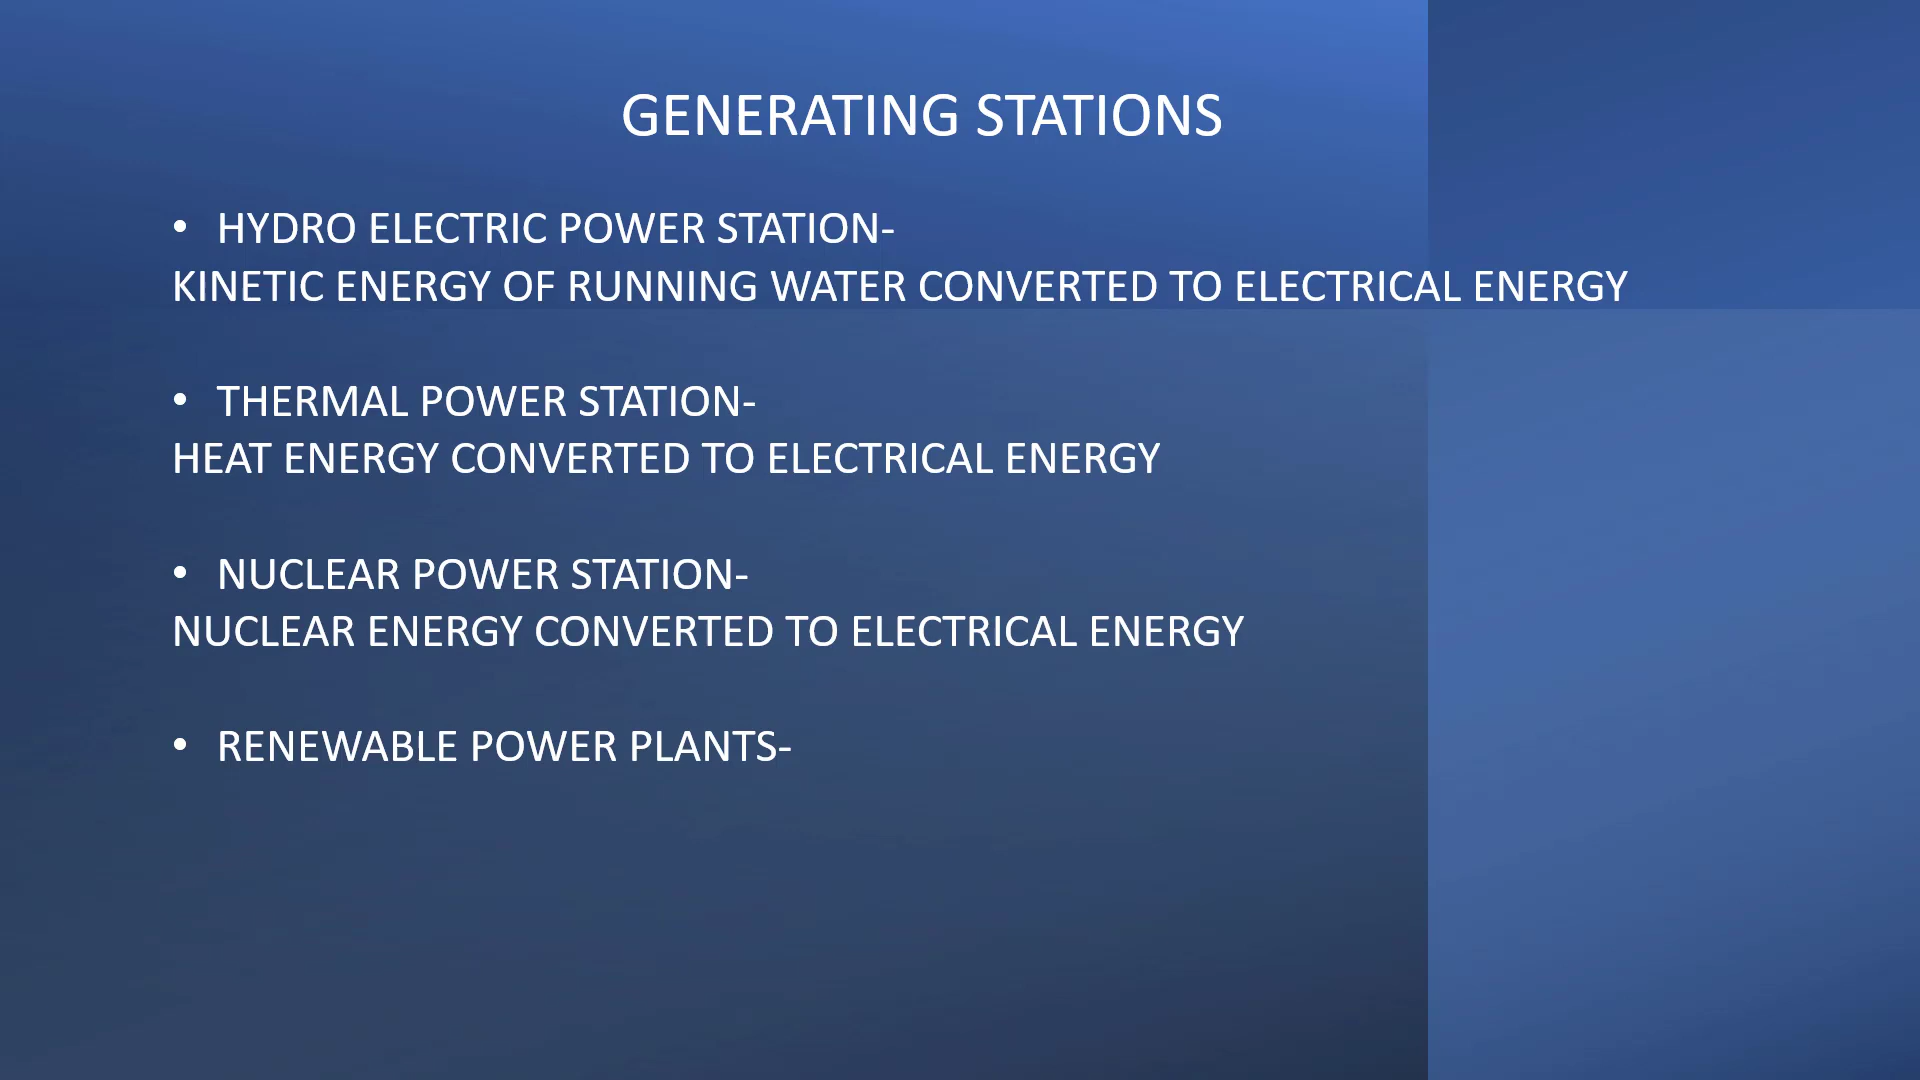 GENERATING STATIONS
• HYDRO ELECTRIC POWER STATION-
KINETIC ENERGY OF RUNNING WATER CONVERTED TO ELECTRICAL ENERGY
• THERMAL POWER STATION-
HEAT ENERGY CONVERTED TO ELECTRICAL ENERGY
• NUCLEAR POWER STATION-
NUCLEAR ENERGY CONVERTED TO ELECTRICAL ENERGY
• RENEWABLE POWER PLANTS-